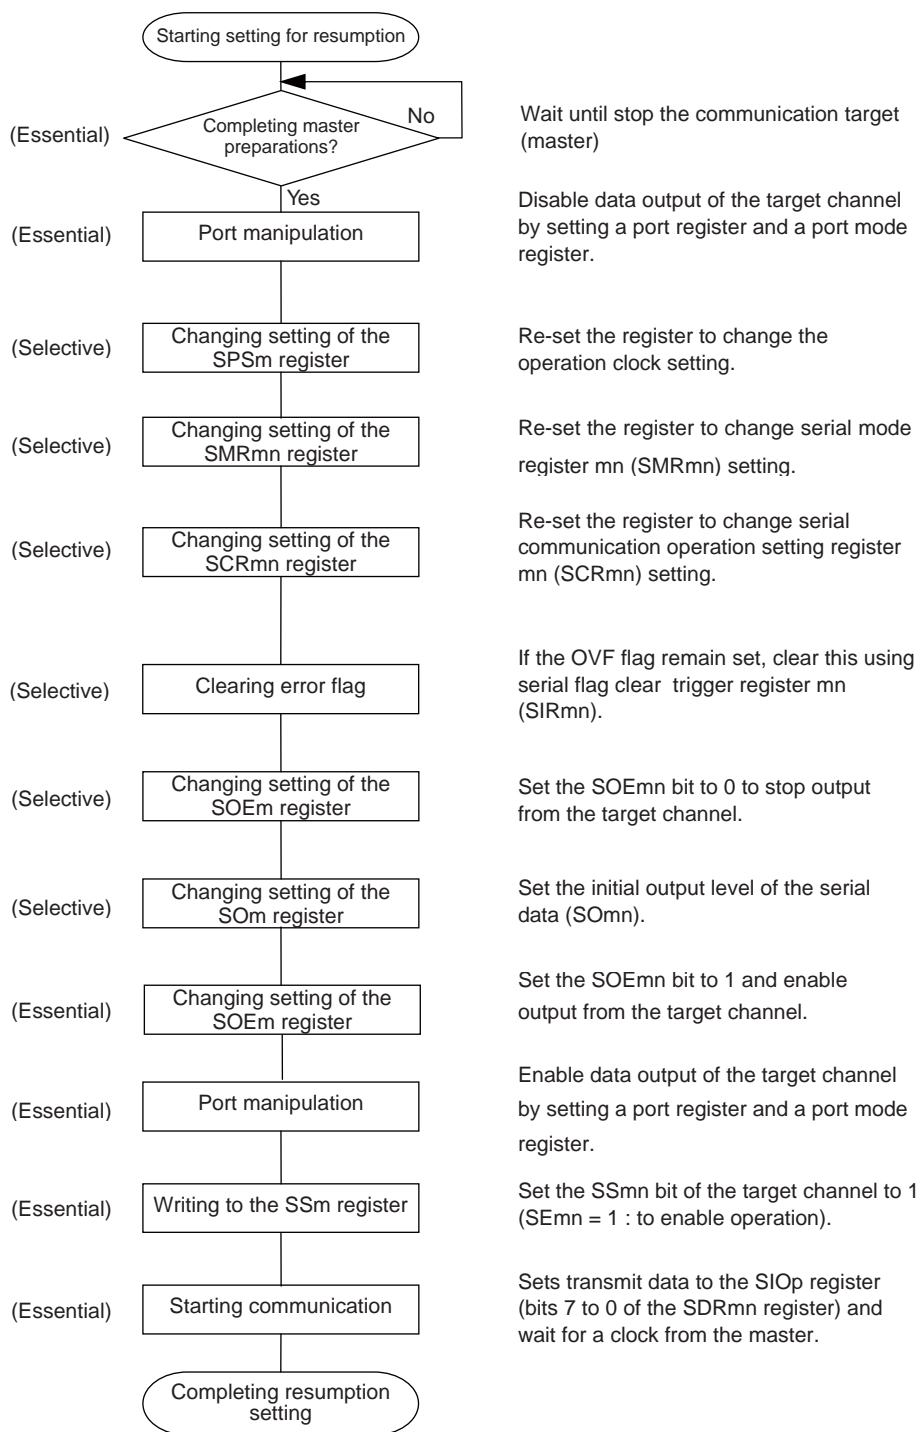 Starting setting for resumption
(Essential)
Completing master
preparations?
No
Wait until stop the communication target
(master)
Yes
(Essential)
Port manipulation
Disable data output of the target channel
by setting a port register and a port mode
register.
(Selective)
Changing setting of the
SPSm register
Re-set the register to change the
operation clock setting.
(Selective)
Changing setting of the
SMRmn register
Re-set the register to change serial mode
register mn (SMRmn) setting.
(Selective)
Changing setting of the
SCRmn register
Re-set the register to change serial
communication operation setting register
mn (SCRmn) setting.
(Selective)
Clearing error flag
If the OVF flag remain set, clear this using
serial flag clear trigger register mn
(SIRmn).
(Selective)
Changing setting of the
SOEm register
Set the SOEmn bit to 0 to stop output
from the target channel.
(Selective)
Changing setting of the
SOm register
Set the initial output level of the serial
data (SOmn).
(Essential)
Changing setting of the
SOEm register
Set the SOEmn bit to 1 and enable
output from the target channel.
(Essential)
Port manipulation
Enable data output of the target channel
by setting a port register and a port mode
register.
(Essential)
Writing to the SSm register
Set the SSmn bit of the target channel to 1
(SEmn = 1 : to enable operation).
(Essential)
Starting communication
Sets transmit data to the SIOp register
(bits 7 to 0 of the SDRmn register) and
wait for a clock from the master.
Completing resumption
setting